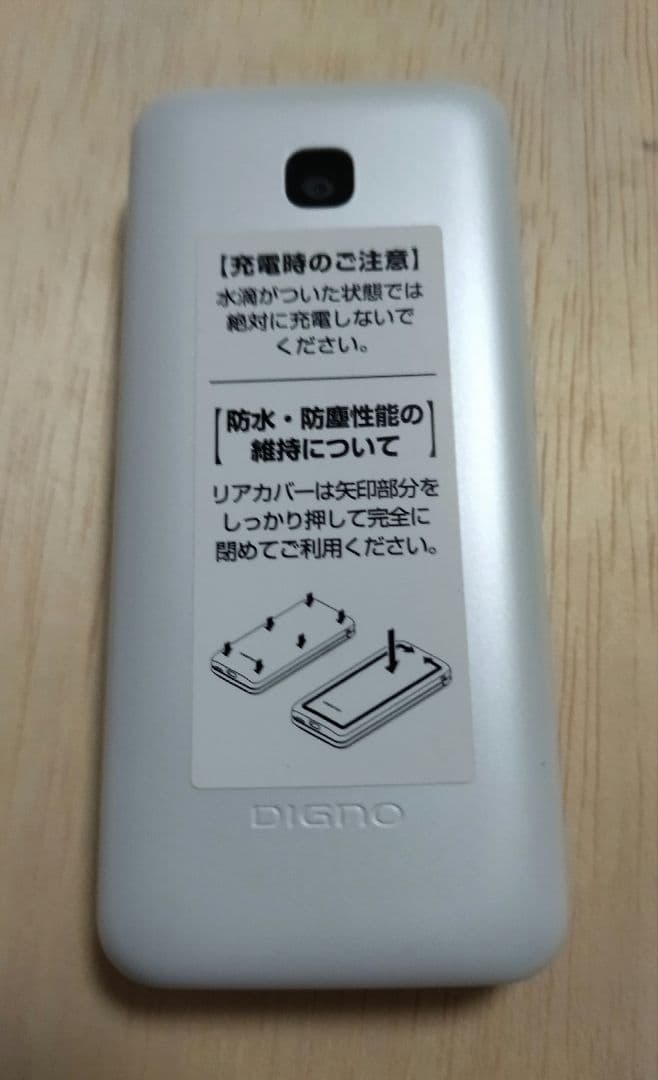 【充電時のご注意】
水滴がついた状態では
絶対に充電しないで
ください。
【防水・防塵性能の
維持について】
リアカバーは矢印部分を
しっかり押して完全に
閉めてご利用ください。
DIGNO